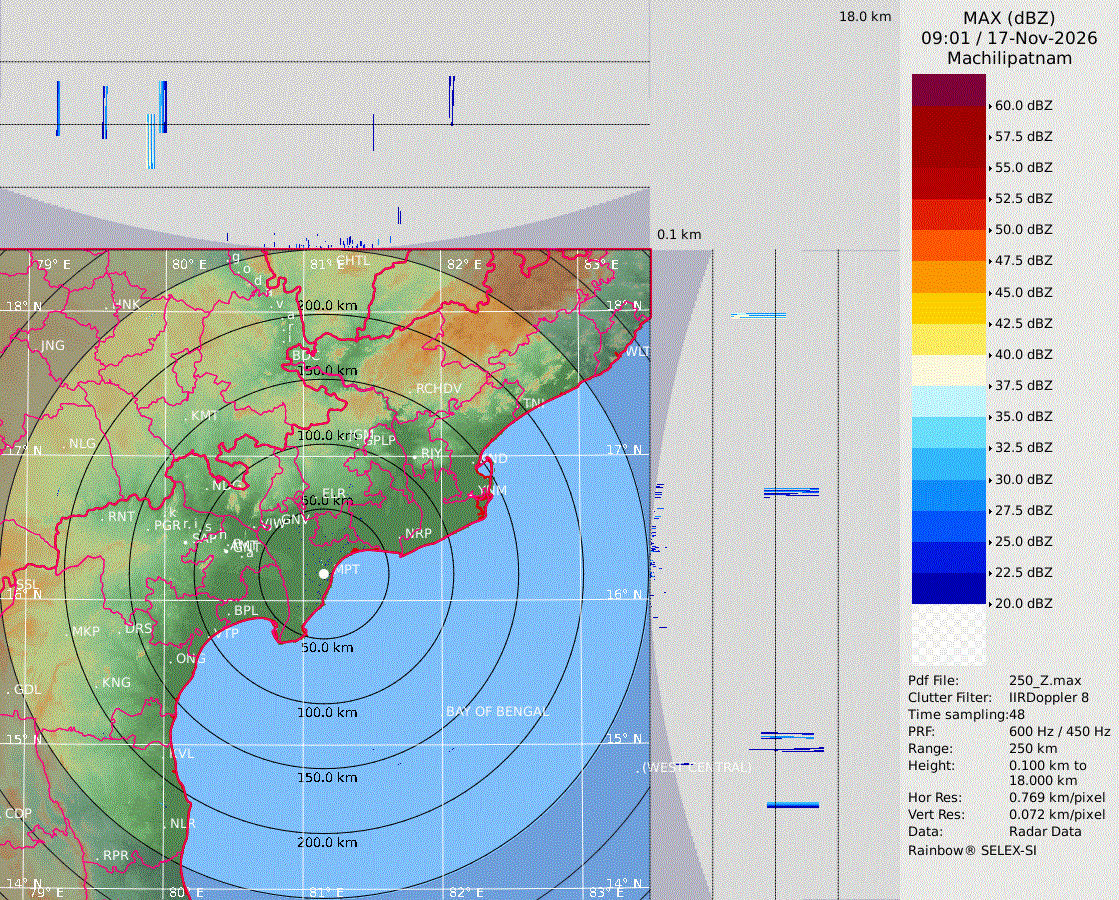 18.0 km
0.1 km
MAX (dBZ)
09:01 / 17-Nov-2026
Machilipatnam
60.0 dBZ
57.5 dBZ
55.0 dBZ
52.5 dBZ
50.0 dBZ
47.5 dBZ
45.0 dBZ
42.5 dBZ
40.0 dBZ
37.5 dBZ
35.0 dBZ
32.5 dBZ
30.0 dBZ
27.5 dBZ
25.0 dBZ
22.5 dBZ
20.0 dBZ
Pdf File: 250_Z.max
Clutter Filter: IIRDoppler 8
Time sampling:48
PRF: 600 Hz / 450 Hz
Range: 250 km
Height: 0.100 km to
18.000 km
Hor Res: 0.769 km/pixel
Vert Res: 0.072 km/pixel
Data: Radar Data
Rainbow® SELEX-SI
79° E
80° E
81° E
CHTL
82° E
83° E
18° N
HNK
200.0 km
18° N
JNG
BDC
WLT
150.0 km
RCHDV
TNI
KMT
100.0 km
GPLP
NLG
17° N
RJY
17° N
ELR
50.0 km
RNT
PGR
VJW
GNV
NRP
MPT
SSL
16° N
16° N
BPL
MKP
DRS
50.0 km
ONG
KNG
GDL
100.0 km
BAY OF BENGAL
15° N
15° N
KVL
(WEST CENTRAL)
150.0 km
CDP
NLR
200.0 km
RPR
14° N
14° N
79° E
80° E
81° E
82° E
83° E